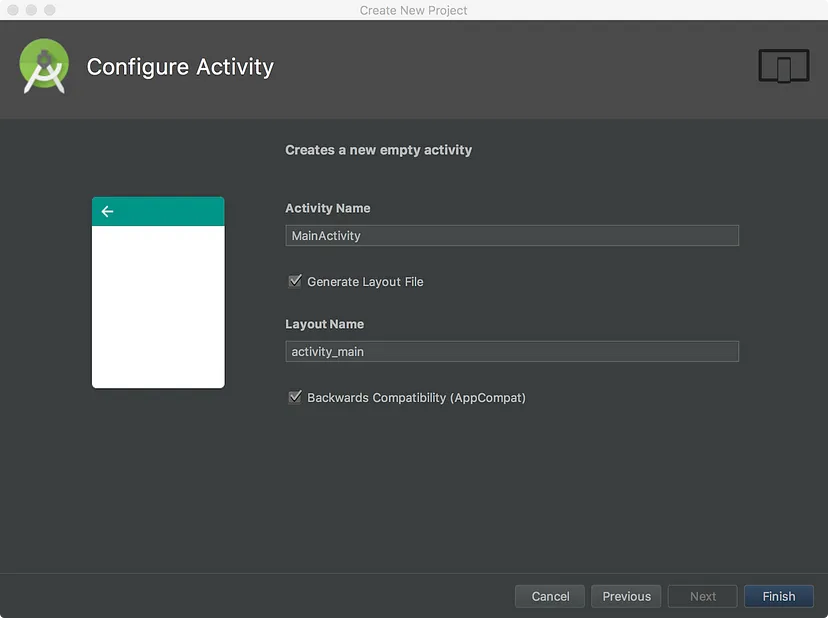 Create New Project
Configure Activity
Creates a new empty activity
Activity Name
MainActivity
Generate Layout File
Layout Name
activity_main
Backwards Compatibility (AppCompat)
Cancel
Previous
Next
Finish